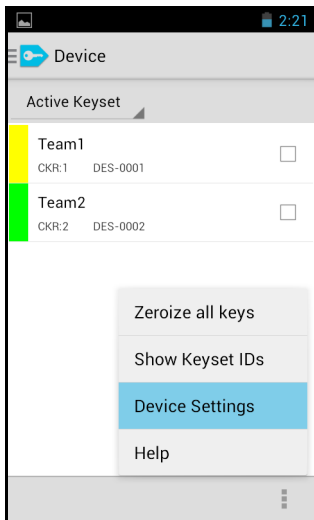 2:21
Device
Active Keyset
Team1
CKR:1 DES-0001
Team2
CKR:2 DES-0002
Zeroize all keys
Show Keyset IDs
Device Settings
Help